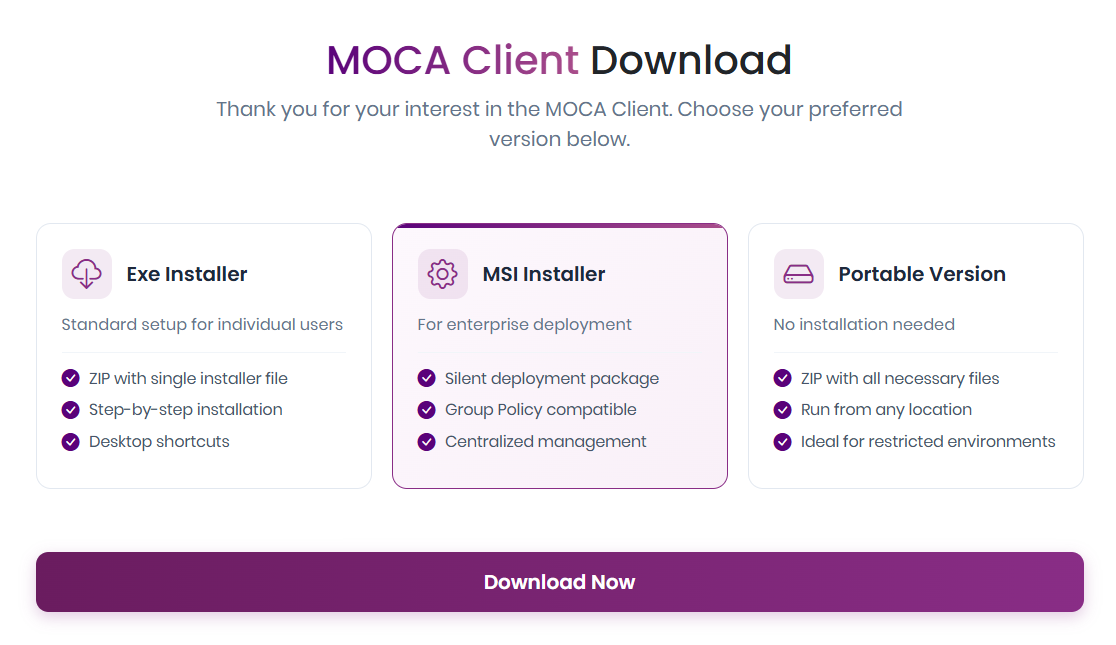 MOCA Client Download
Thank you for your interest in the MOCA Client. Choose your preferred
version below.
Exe Installer
Standard setup for individual users
ZIP with single installer file
Step-by-step installation
Desktop shortcuts
MSI Installer
For enterprise deployment
Silent deployment package
Group Policy compatible
Centralized management
Portable Version
No installation needed
ZIP with all necessary files
Run from any location
Ideal for restricted environments
Download Now